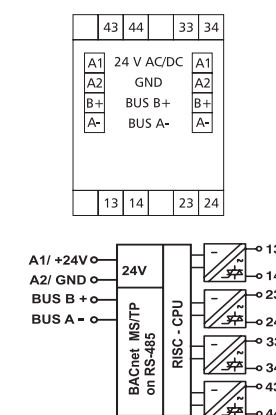 43 44 33 34
A1 24 V AC/DC A1
A2 GND A2
B+ BUS B+ B+
A- BUS A- A-
13 14 23 24
A1/ +24V
A2/ GND
BUS B +
BUS A -
24V
BACnet MS/TP
on RS-485
RISC - CPU
13
14
23
24
33
34
43
44